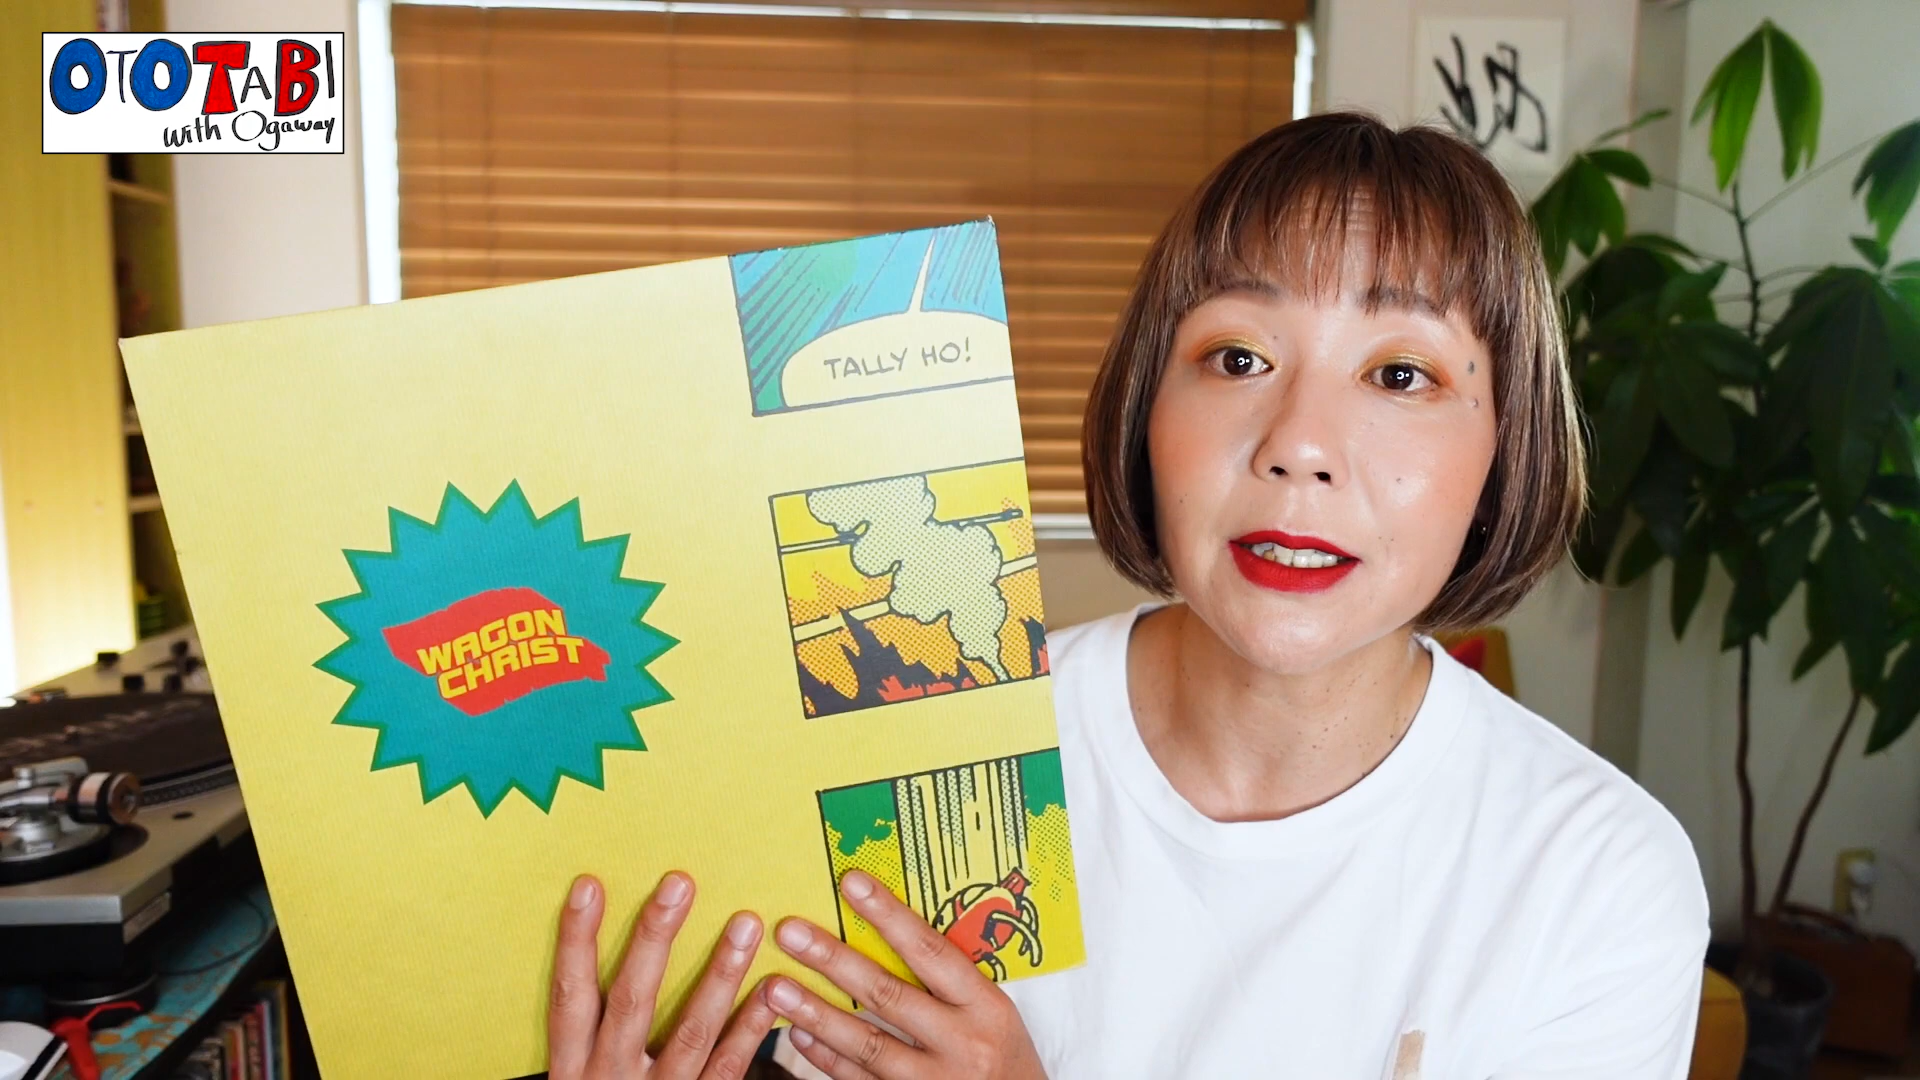 OTOTABI
with Ogaway
TALLY HO!
WAGON
CHRIST